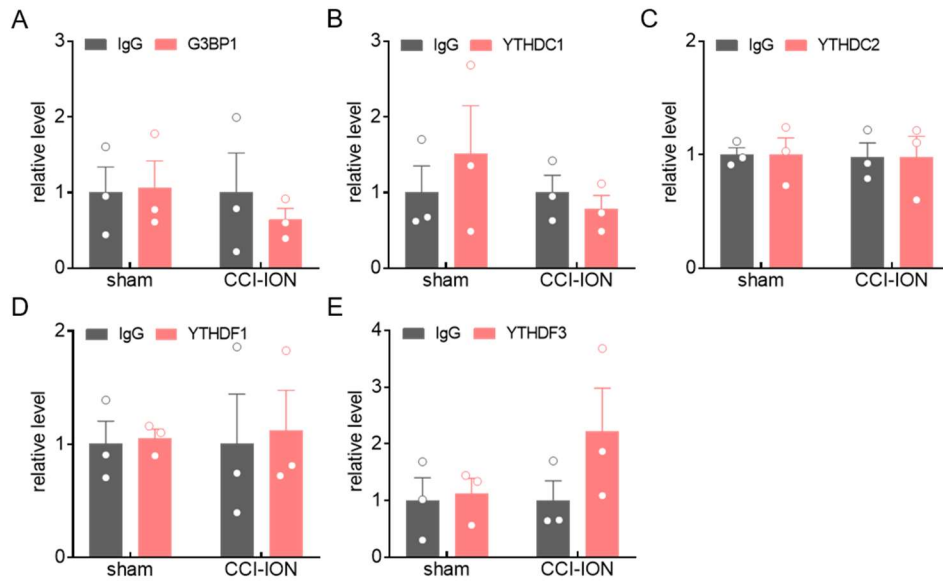 A
IgG G3BP1
relative level
3
2
1
0
sham CCI-ION
B
IgG YTHDC1
relative level
3
2
1
0
sham CCI-ION
C
IgG YTHDC2
relative level
2
1
0
sham CCI-ION
D
IgG YTHDF1
relative level
2
1
0
sham CCI-ION
E
IgG YTHDF3
relative level
4
3
2
1
0
sham CCI-ION